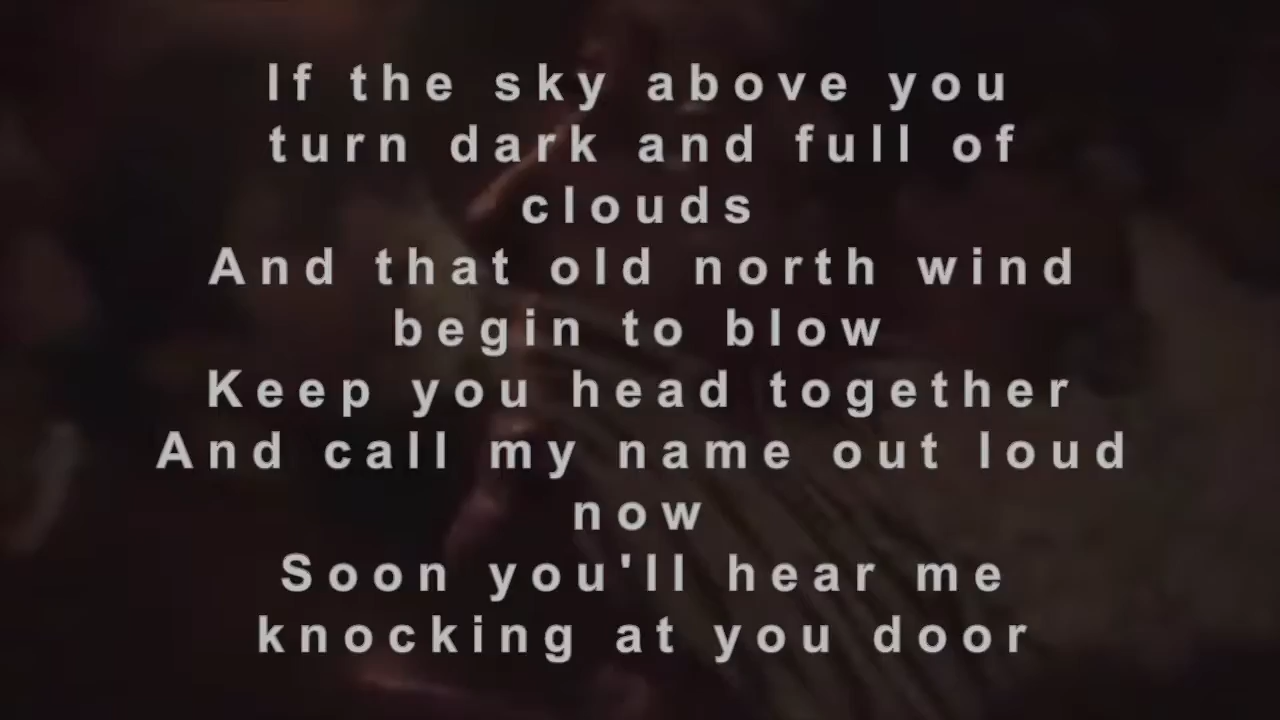 If the sky above you
turn dark and full of
clouds
And that old north wind
begin to blow
Keep you head together
And call my name out loud
now
Soon you'll hear me
knocking at you door